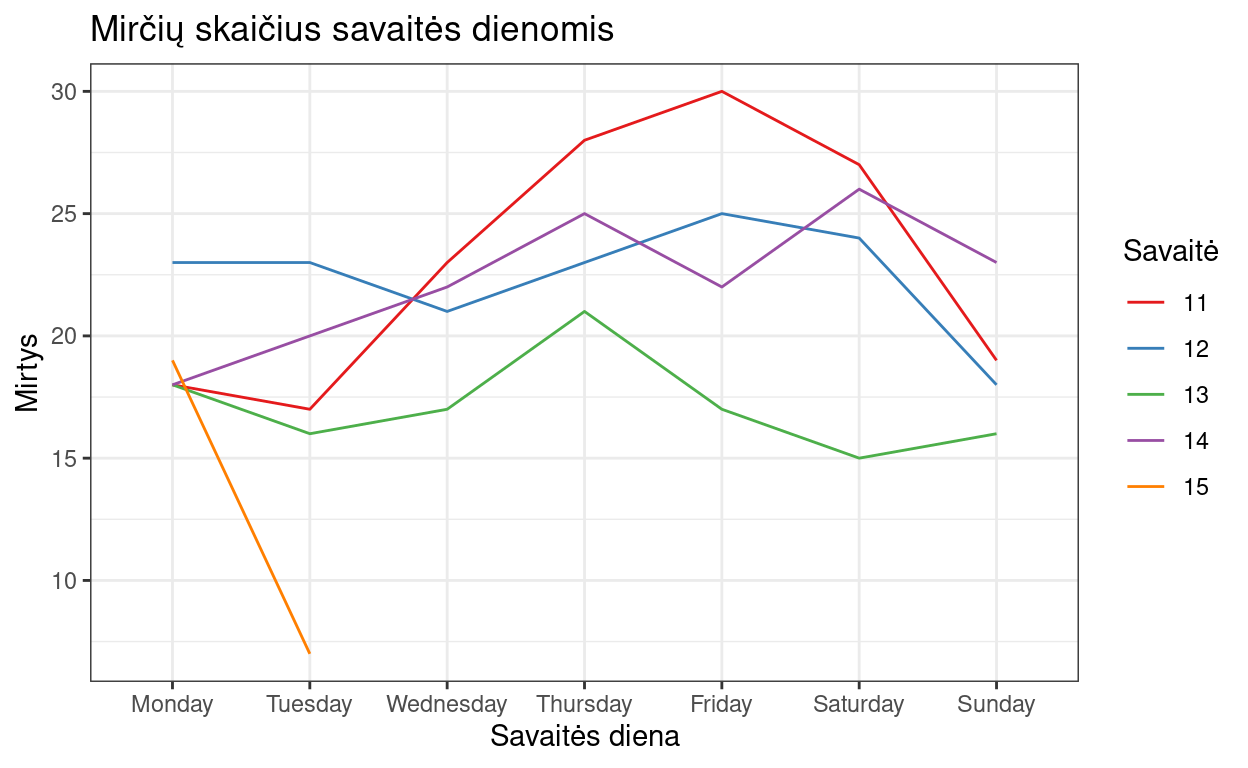 Mirčių skaičius savaitės dienomis
Mirtys
30
25
20
15
10
Monday Tuesday Wednesday Thursday Friday Saturday Sunday
Savaitės diena
Savaitė
11
12
13
14
15